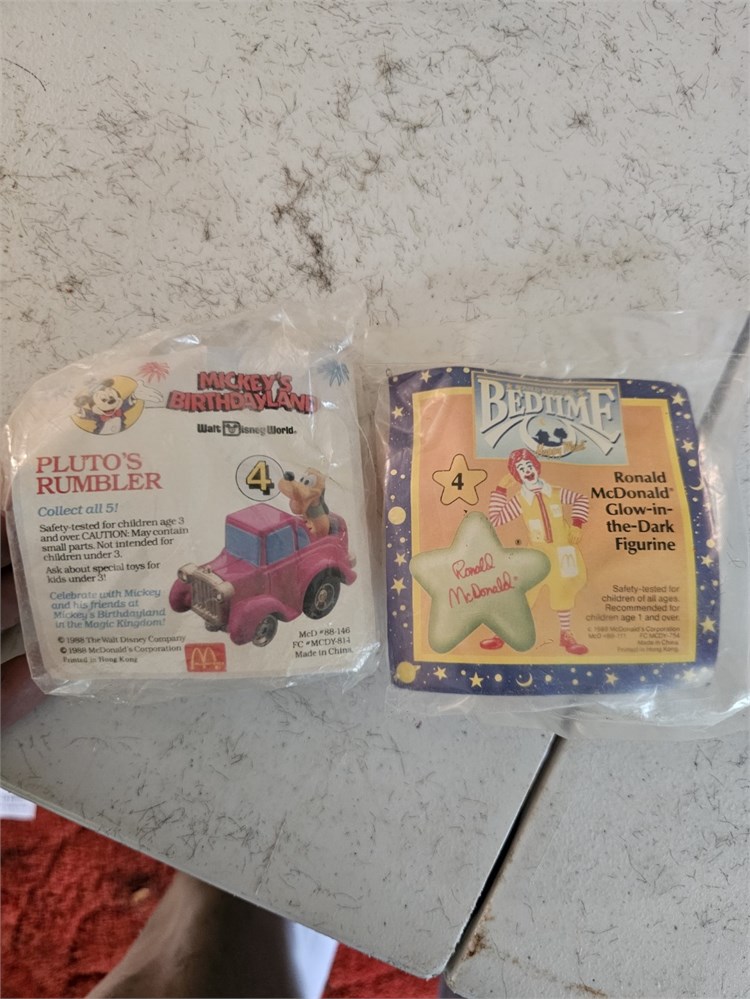 MICKEY'S
BIRTHDAYLAND
Walt Disney World
PLUTO'S
RUMBLER
4
Collect all 5!
Safety-tested for children age 3
and over. CAUTION: May contain
small parts. Not intended for
children under 3.
Ask about special toys for
kids under 3!
Celebrate with Mickey
and his friends at
Mickey's Birthdayland
in the Magic Kingdom!
© 1988 The Walt Disney Company
© 1988 McDonald's Corporation
Printed in Hong Kong
McD #88-146
FC #MCDY-814
Made in China
BEDTIME
Happy Meal
4
Ronald
McDonald®
Glow-in-
the-Dark
Figurine
Ronald
McDonald®
Safety-tested for
children of all ages.
Recommended for
children age 1 and over.
McDonald's Corporation
Made in China
Printed in Hong Kong